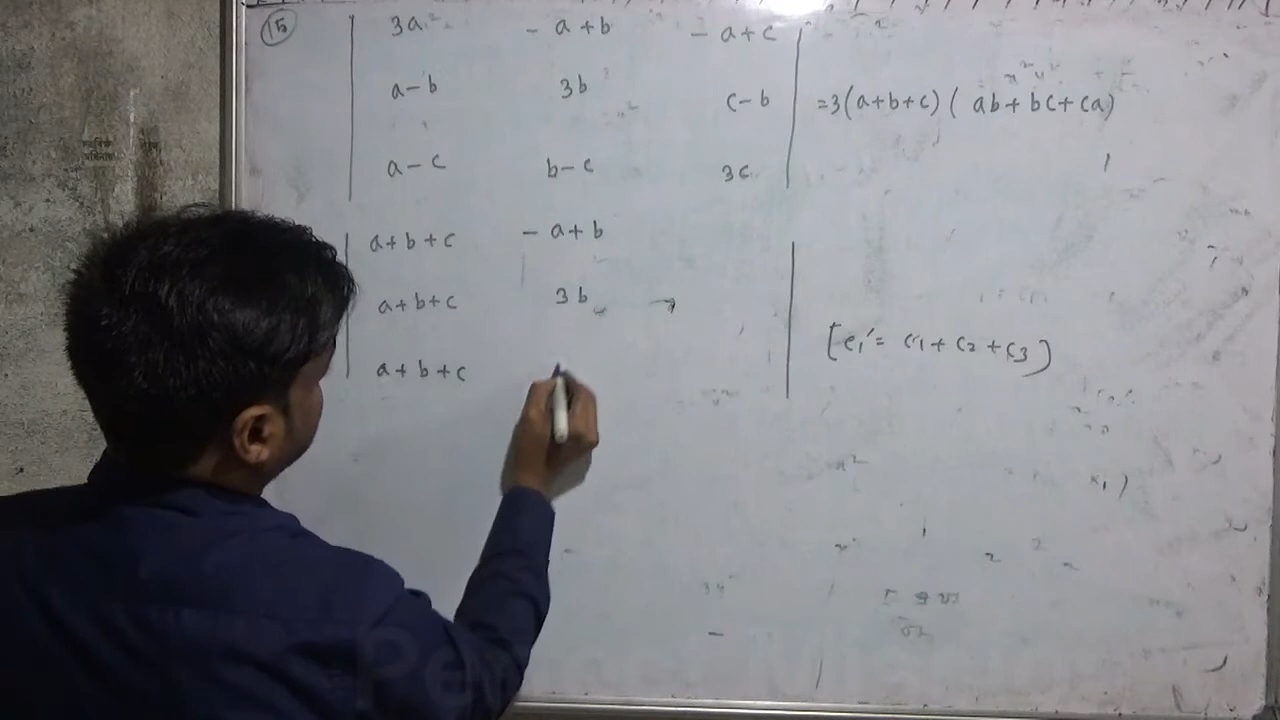 15 3a - a + b - a + c
a - b 3b c - b = 3(a+b+c) ( ab + bc + ca)
a - c b - c 3c
a + b + c - a + b
a + b + c 3b →
[c₁′ = c₁ + c₂ + c₃)
a + b + c